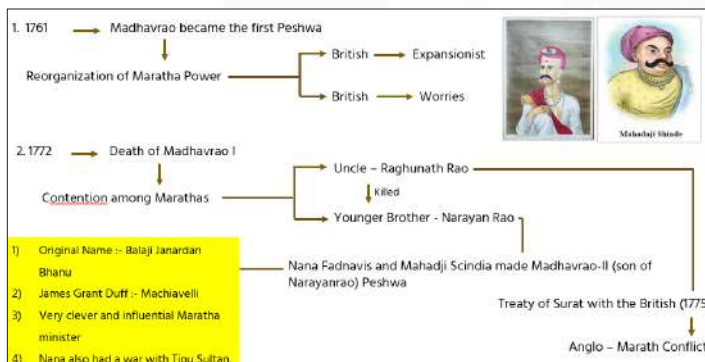 1. 1761 Madhavrao became the first Peshwa
Reorganization of Maratha Power
British Expansionist
British Worries
Mahadaji Shinde
2. 1772 Death of Madhavrao I
Contention among Marathas
Uncle – Raghunath Rao
Killed
Younger Brother - Narayan Rao
1) Original Name :- Balaji Janardan
Bhanu
2) James Grant Duff :- Machiavelli
3) Very clever and influential Maratha
minister
4) Nana also had a war with Tipu Sultan.
Nana Fadnavis and Mahadji Scindia made Madhavrao-II (son of
Narayanrao) Peshwa
Treaty of Surat with the British (1775
Anglo – Marath Conflict